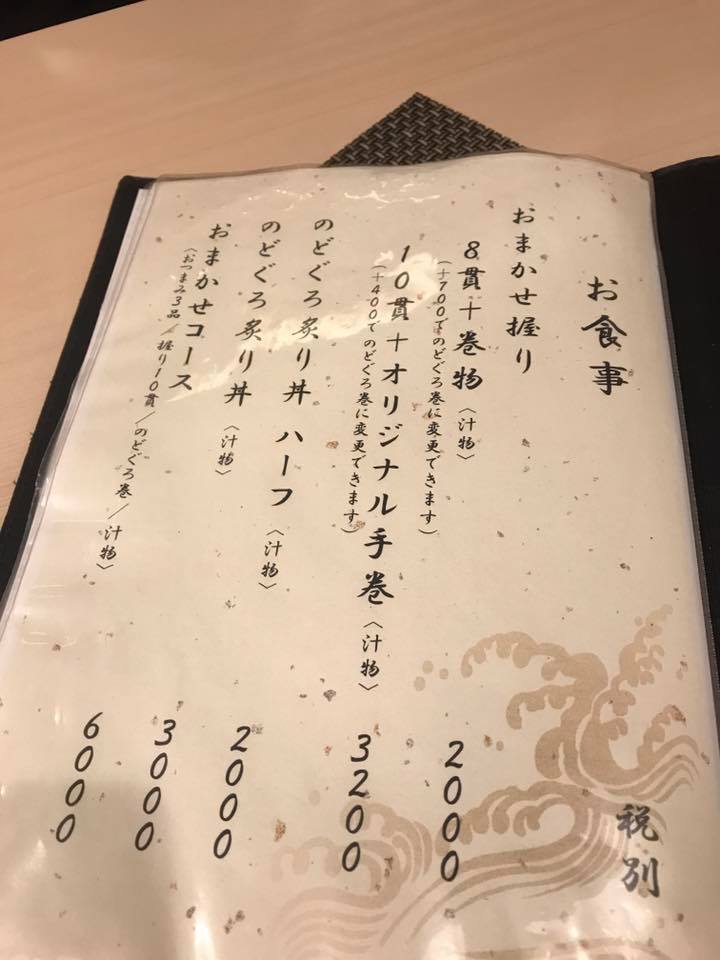 お食事
税別
おまかせ握り
8貫+巻物〈汁物〉 2000
(+700でのどぐろ巻に変更できます)
10貫+オリジナル手巻〈汁物〉 3200
(+400でのどぐろ巻に変更できます)
のどぐろ炙り丼 ハーフ〈汁物〉 2000
のどぐろ炙り丼〈汁物〉 3000
おまかせコース 6000
〈おつまみ3品/握り10貫/のどぐろ巻/汁物〉